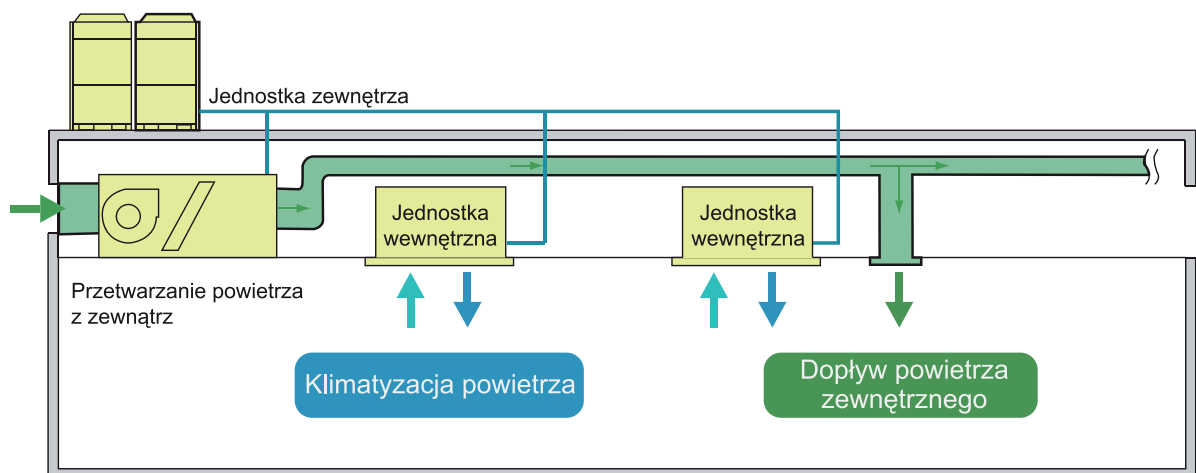 Jednostka zewnętrza
Jednostka
wewnętrzna
Jednostka
wewnętrzna
Przetwarzanie powietrza
z zewnątrz
Klimatyzacja powietrza
Dopływ powietrza
zewnętrznego